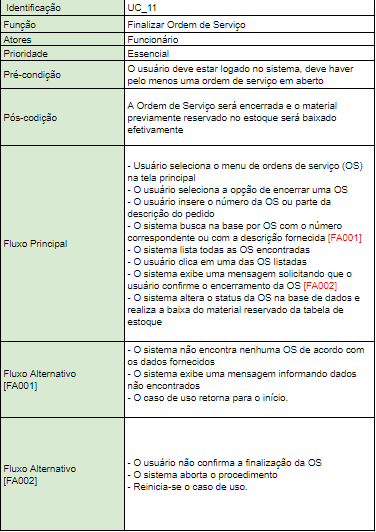 Identificação UC_11
Função Finalizar Ordem de Serviço
Atores Funcionário
Prioridade Essencial
Pré-condição O usuário deve estar logado no sistema, deve haver
pelo menos uma ordem de serviço em aberto
Pós-codição A Ordem de Serviço será encerrada e o material
previamente reservado no estoque será baixado
efetivamente
Fluxo Principal
- Usuário seleciona o menu de ordens de serviço (OS)
na tela principal
- O usuário seleciona a opção de encerrar uma OS
- O usuário insere o número da OS ou parte da
descrição do pedido
- O sistema busca na base por OS com o número
correspondente ou com a descrição fornecida [FA001]
- O sistema lista todas as OS encontradas
- O usuário clica em uma das OS listadas
- O sistema exibe uma mensagem solicitando que o
usuário confirme o encerramento da OS [FA002]
- O sistema altera o status da OS na base de dados e
realiza a baixa do material reservado da tabela de
estoque
Fluxo Alternativo
[FA001]
- O sistema não encontra nenhuma OS de acordo com
os dados fornecidos
- O sistema exibe uma mensagem informando dados
não encontrados
- O caso de uso retorna para o início.
Fluxo Alternativo
[FA002]
- O usuário não confirma a finalização da OS
- O sistema aborta o procedimento
- Reinicia-se o caso de uso.